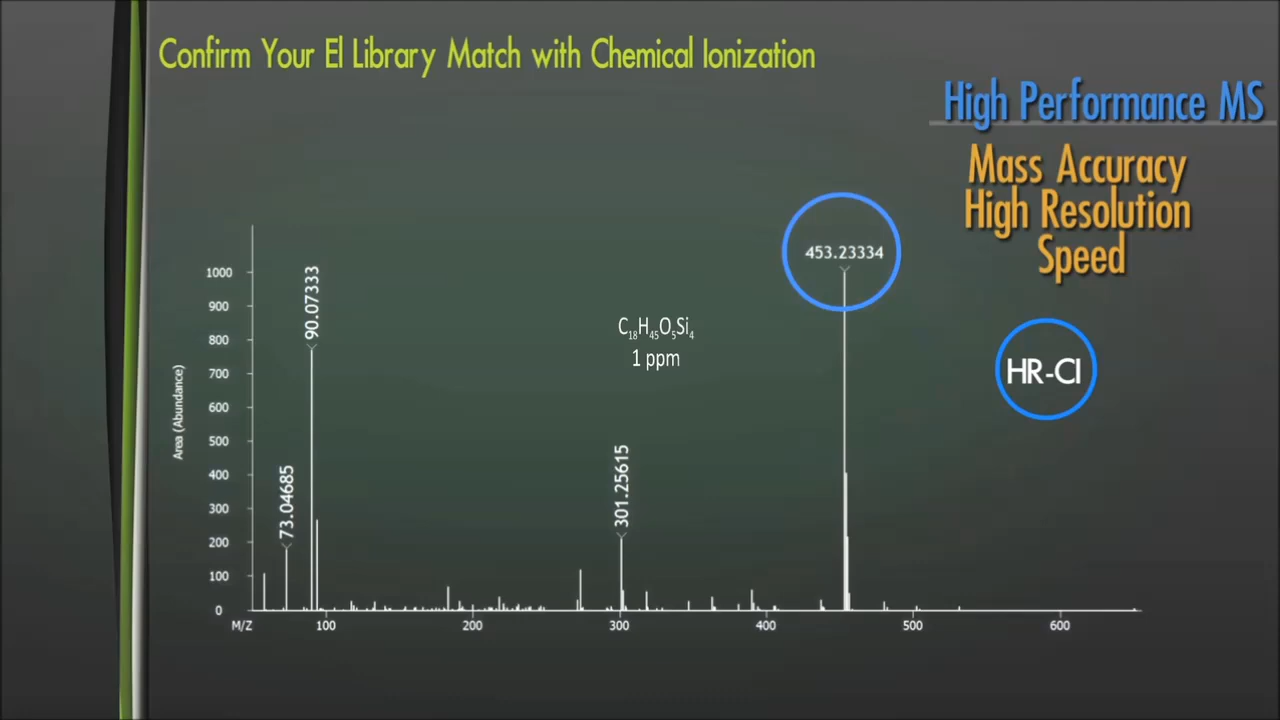 Confirm Your EI Library Match with Chemical Ionization
High Performance MS
Mass Accuracy
High Resolution
Speed
HR-CI
453.23334
90.07333
C₁₈H₄₅O₅Si₄
1 ppm
301.25615
73.04685
Area (Abundance)
1000
900
800
700
600
500
400
300
200
100
0
M/Z 100 200 300 400 500 600